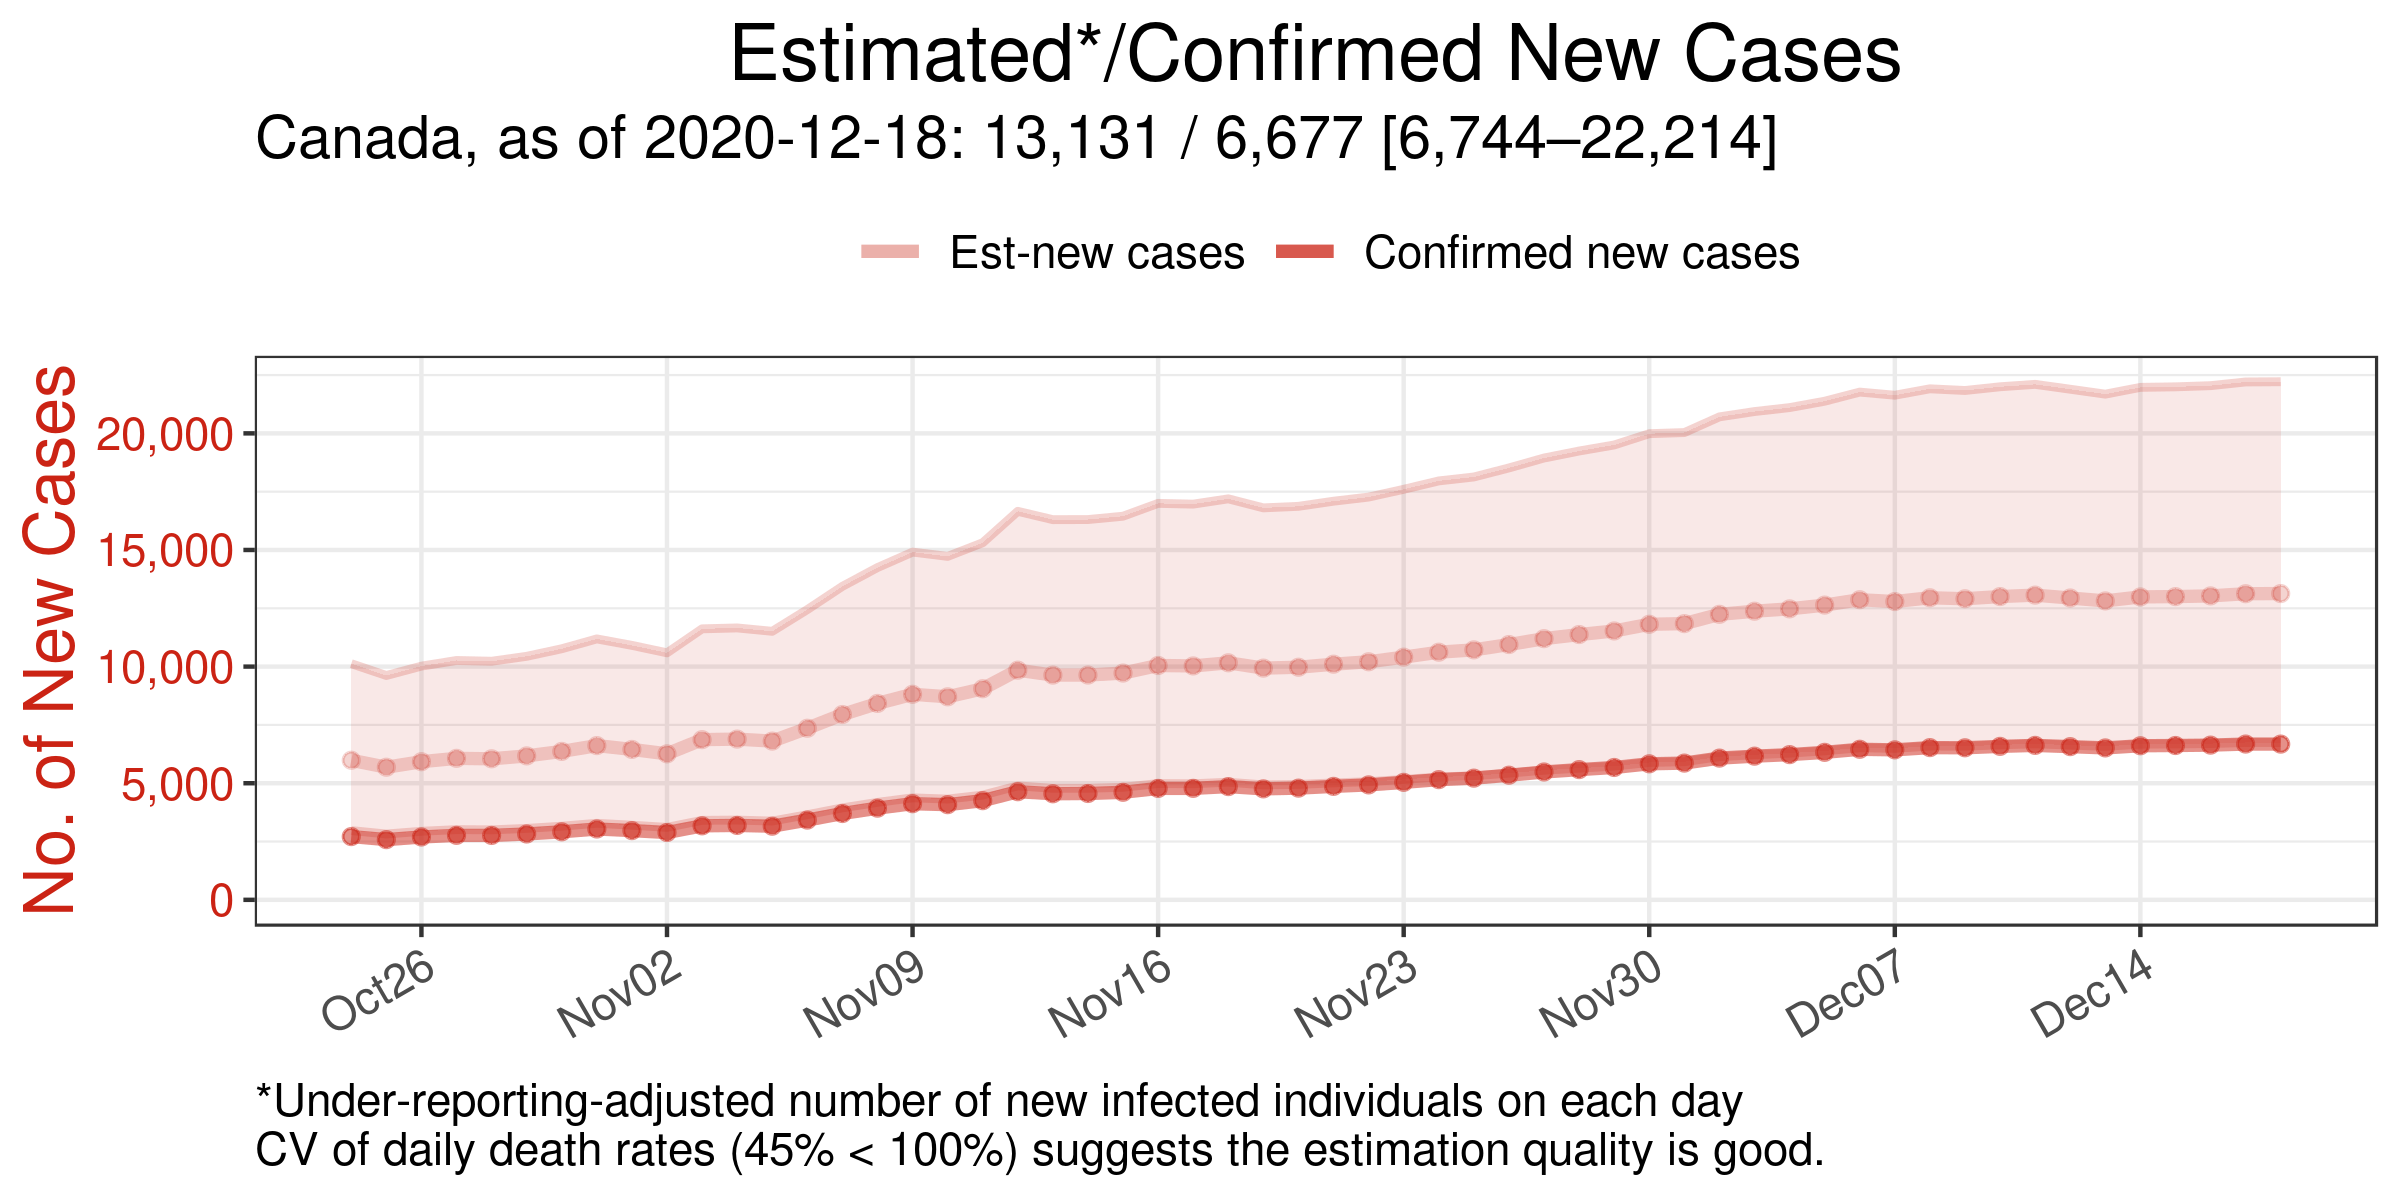 Estimated*/Confirmed New Cases
Canada, as of 2020-12-18: 13,131 / 6,677 [6,744–22,214]
Est-new cases Confirmed new cases
No. of New Cases
20,000
15,000
10,000
5,000
0
Oct26 Nov02 Nov09 Nov16 Nov23 Nov30 Dec07 Dec14
*Under-reporting-adjusted number of new infected individuals on each day
CV of daily death rates (45% < 100%) suggests the estimation quality is good.